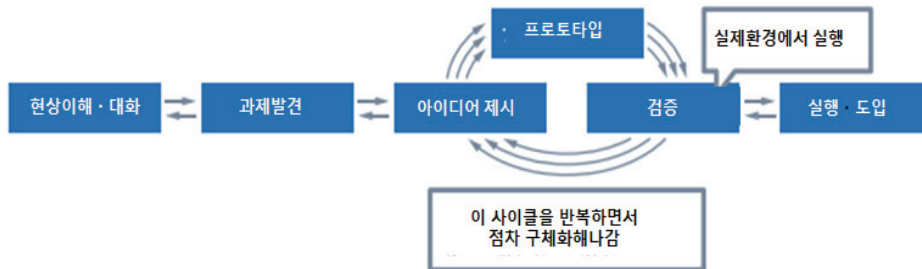 프로토타입
실제환경에서 실행
현상이해・대화
과제발견
아이디어 제시
검증
실행・도입
이 사이클을 반복하면서
점차 구체화해나감